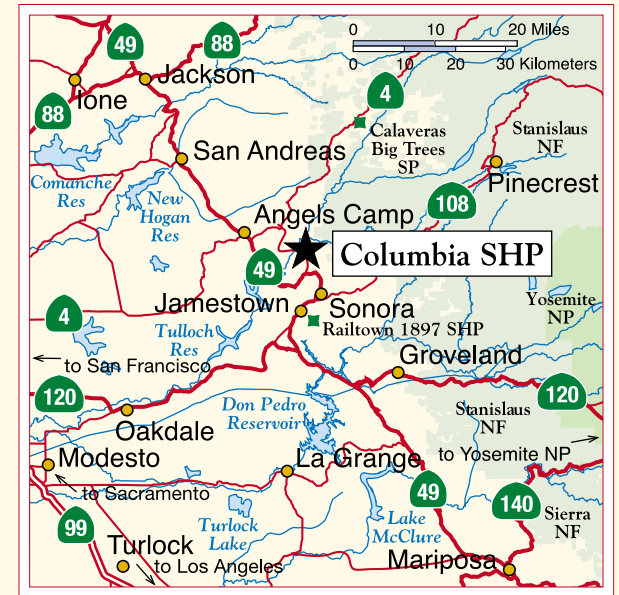 0 10 20 Miles
0 10 20 30 Kilometers
49
88
Jackson
Ione
88
4
Calaveras
Big Trees
SP
Stanislaus
NF
San Andreas
Pinecrest
Comanche
Res
New
Hogan
Res
108
Angels Camp
Columbia SHP
49
Jamestown
Sonora
Railtown 1897 SHP
Yosemite
NP
4
Tulloch
Res
to San Francisco
Groveland
120
120
Don Pedro
Reservoir
Stanislaus
NF
Oakdale
to Yosemite NP
Modesto
La Grange
to Sacramento
49
140
Sierra
NF
99
Turlock
Lake
Lake
McClure
Turlock
to Los Angeles
Mariposa